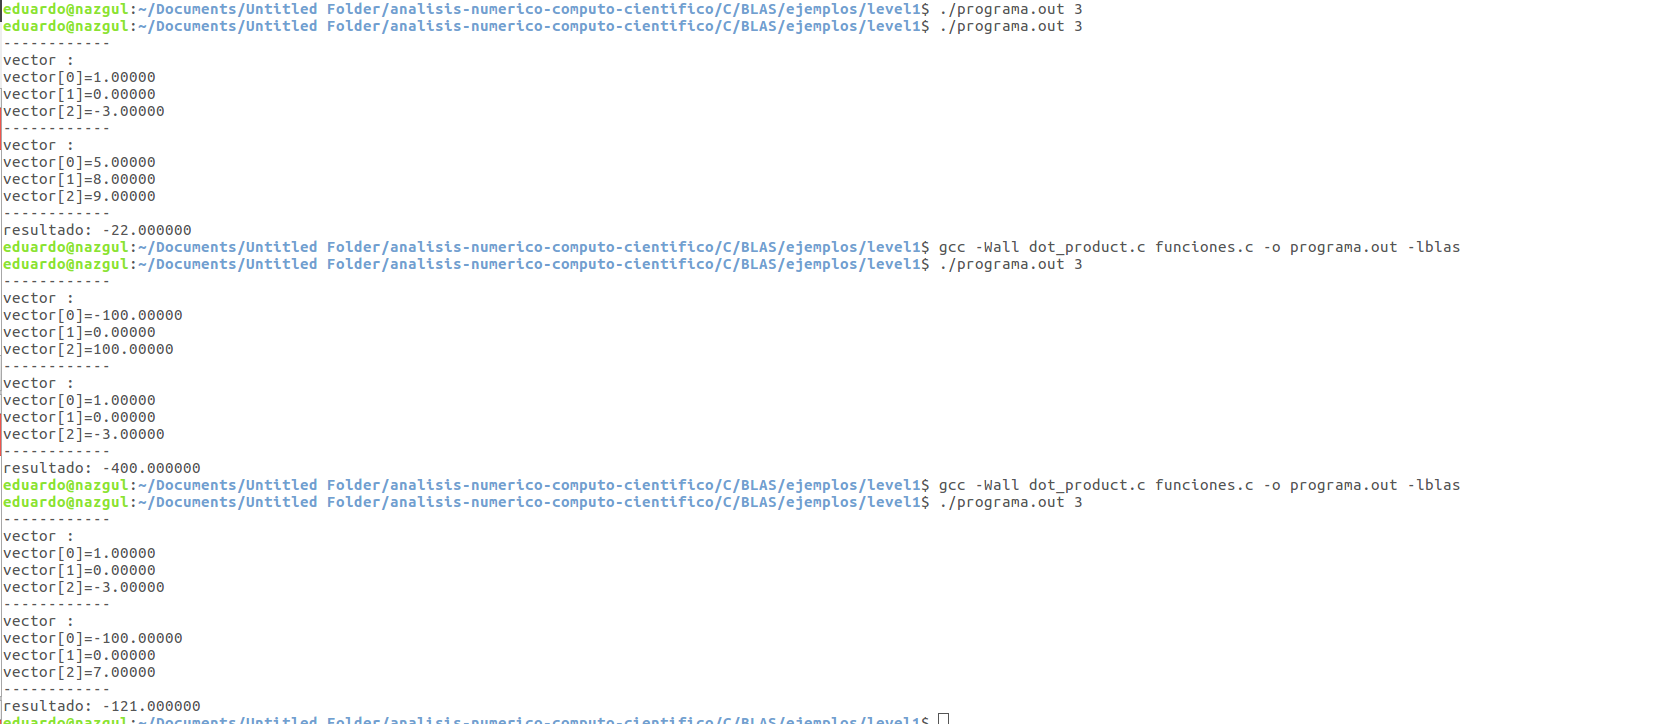 eduardo@nazgul:~/Documents/Untitled Folder/analisis-numerico-computo-cientifico/C/BLAS/ejemplos/level1$ ./programa.out 3
eduardo@nazgul:~/Documents/Untitled Folder/analisis-numerico-computo-cientifico/C/BLAS/ejemplos/level1$ ./programa.out 3
------------
vector :
vector[0]=1.00000
vector[1]=0.00000
vector[2]=-3.00000
------------
vector :
vector[0]=5.00000
vector[1]=8.00000
vector[2]=9.00000
------------
resultado: -22.000000
eduardo@nazgul:~/Documents/Untitled Folder/analisis-numerico-computo-cientifico/C/BLAS/ejemplos/level1$ gcc -Wall dot_product.c funciones.c -o programa.out -lblas
eduardo@nazgul:~/Documents/Untitled Folder/analisis-numerico-computo-cientifico/C/BLAS/ejemplos/level1$ ./programa.out 3
------------
vector :
vector[0]=-100.00000
vector[1]=0.00000
vector[2]=100.00000
------------
vector :
vector[0]=1.00000
vector[1]=0.00000
vector[2]=-3.00000
------------
resultado: -400.000000
eduardo@nazgul:~/Documents/Untitled Folder/analisis-numerico-computo-cientifico/C/BLAS/ejemplos/level1$ gcc -Wall dot_product.c funciones.c -o programa.out -lblas
eduardo@nazgul:~/Documents/Untitled Folder/analisis-numerico-computo-cientifico/C/BLAS/ejemplos/level1$ ./programa.out 3
------------
vector :
vector[0]=1.00000
vector[1]=0.00000
vector[2]=-3.00000
------------
vector :
vector[0]=-100.00000
vector[1]=0.00000
vector[2]=7.00000
------------
resultado: -121.000000
eduardo@nazgul:~/Documents/Untitled Folder/analisis-numerico-computo-cientifico/C/BLAS/ejemplos/level1$